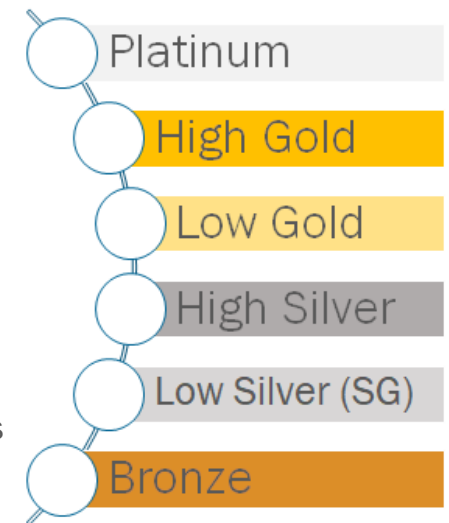 Platinum
High Gold
Low Gold
High Silver
Low Silver (SG)
s
Bronze